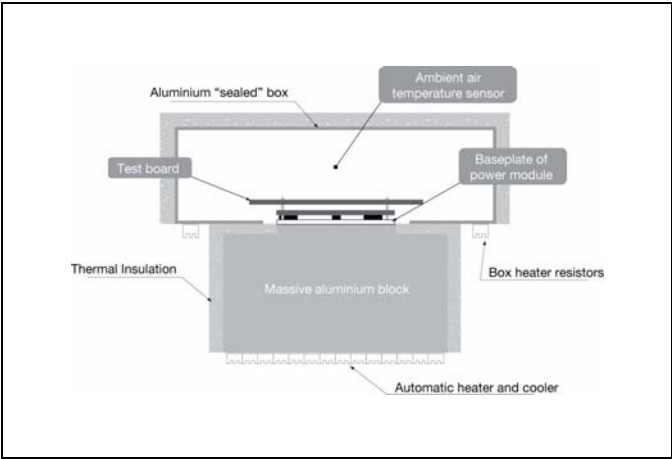 Ambient air
temperature sensor
Aluminium “sealed” box
Test board
Baseplate of
power module
Thermal Insulation
Massive aluminium block
Box heater resistors
Automatic heater and cooler